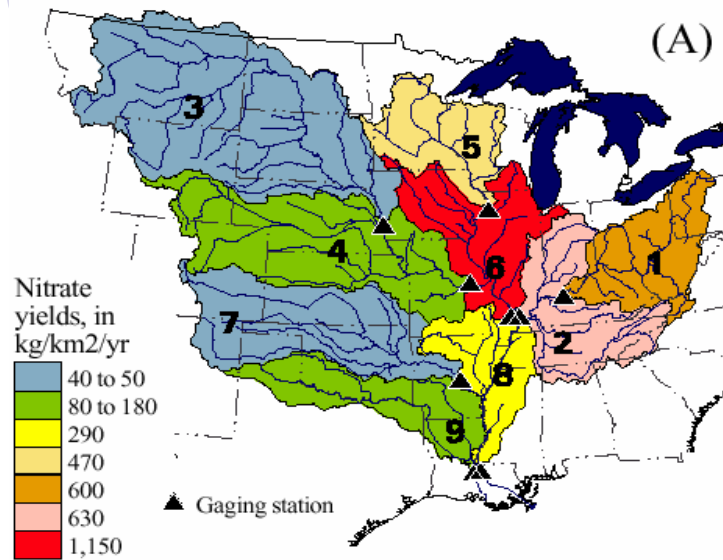 (A)
3
5
4
6
1
7
2
8
9
Nitrate
yields, in
kg/km2/yr
40 to 50
80 to 180
290
470
600
630
1,150
Gaging station